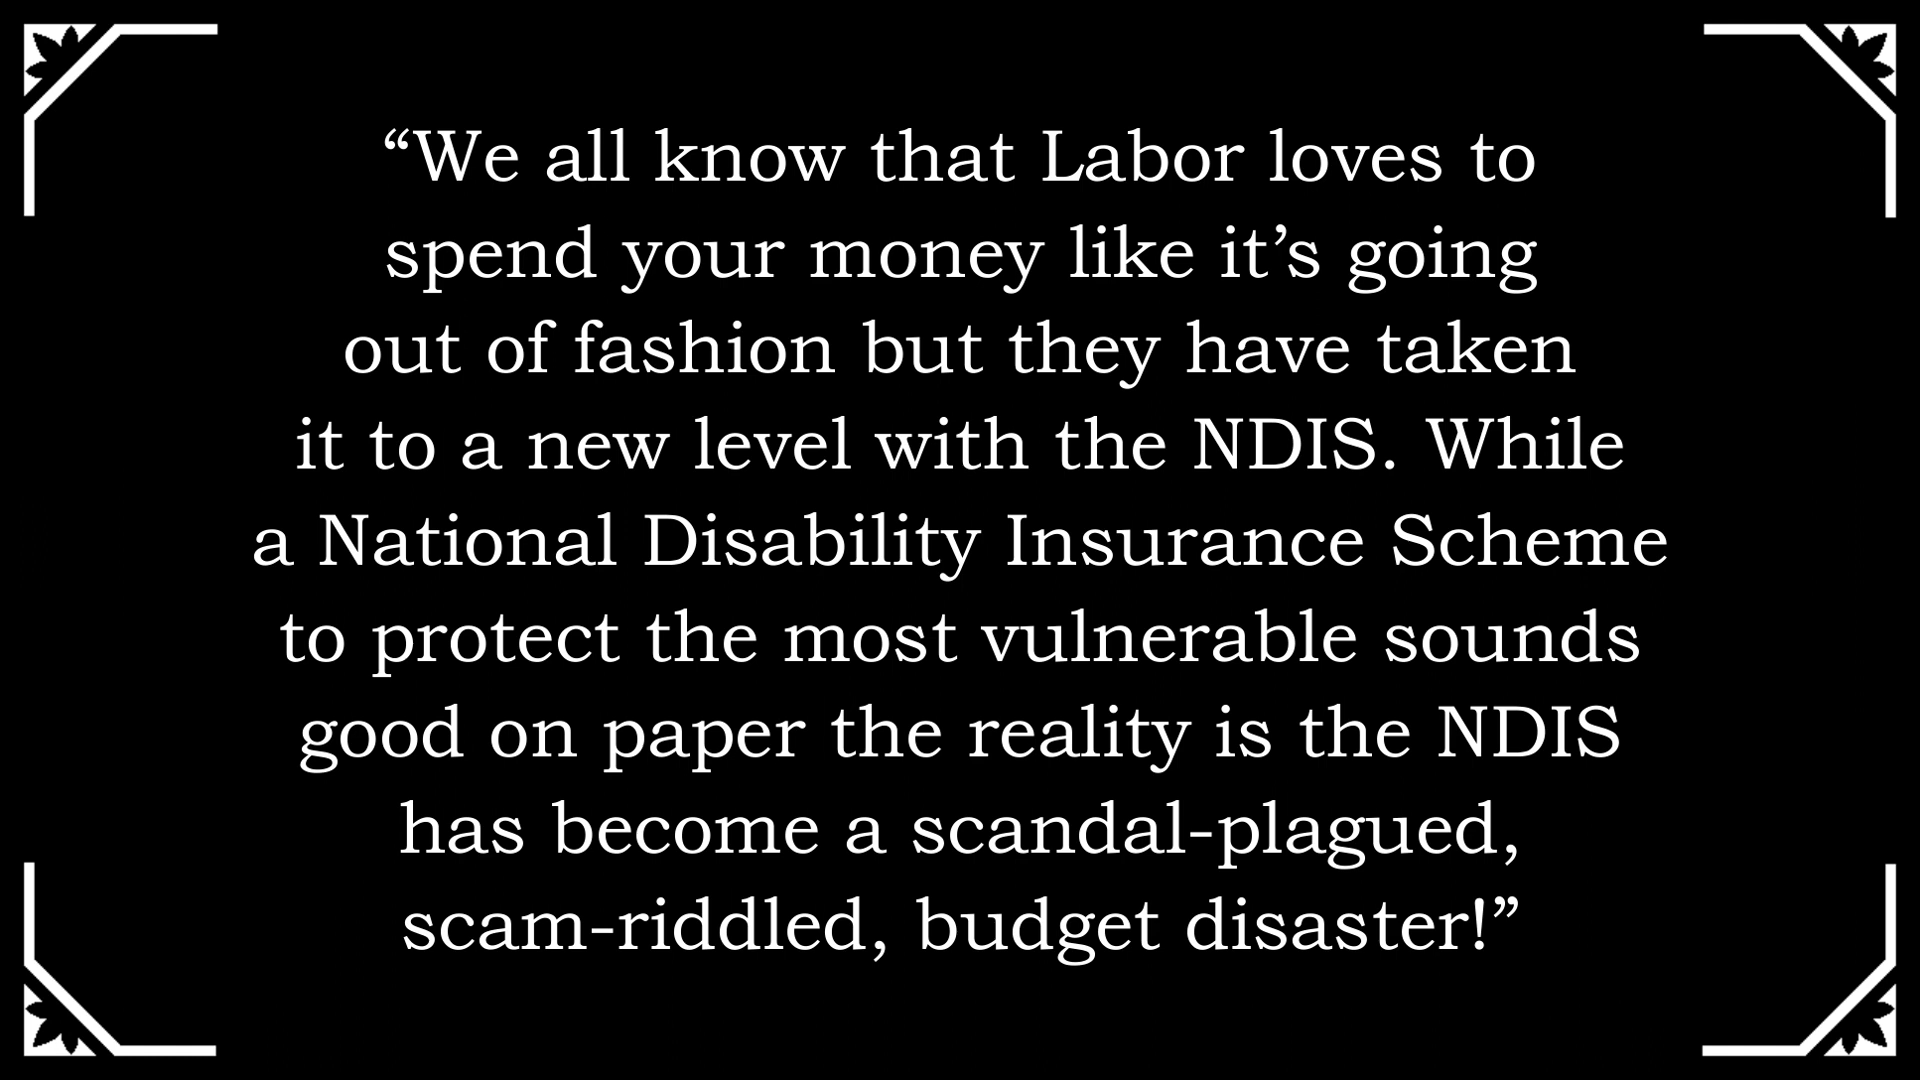 “We all know that Labor loves to
spend your money like it’s going
out of fashion but they have taken
it to a new level with the NDIS. While
a National Disability Insurance Scheme
to protect the most vulnerable sounds
good on paper the reality is the NDIS
has become a scandal-plagued,
scam-riddled, budget disaster!”